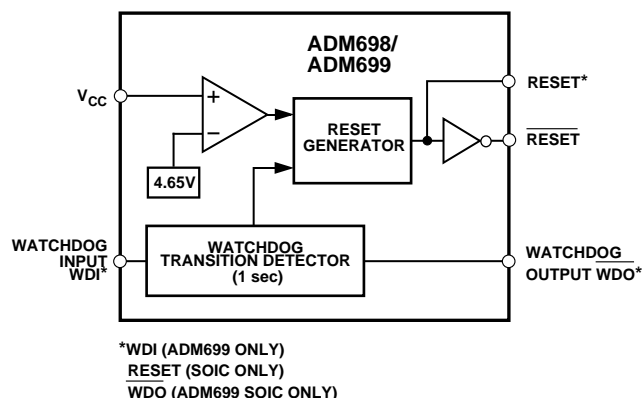 ADM698/
ADM699
VCC
+
−
4.65V
RESET
GENERATOR
RESET*
RESET
WATCHDOG
INPUT
WDI*
WATCHDOG
TRANSITION DETECTOR
(1 sec)
WATCHDOG
OUTPUT WDO*
*WDI (ADM699 ONLY)
RESET (SOIC ONLY)
WDO (ADM699 SOIC ONLY)